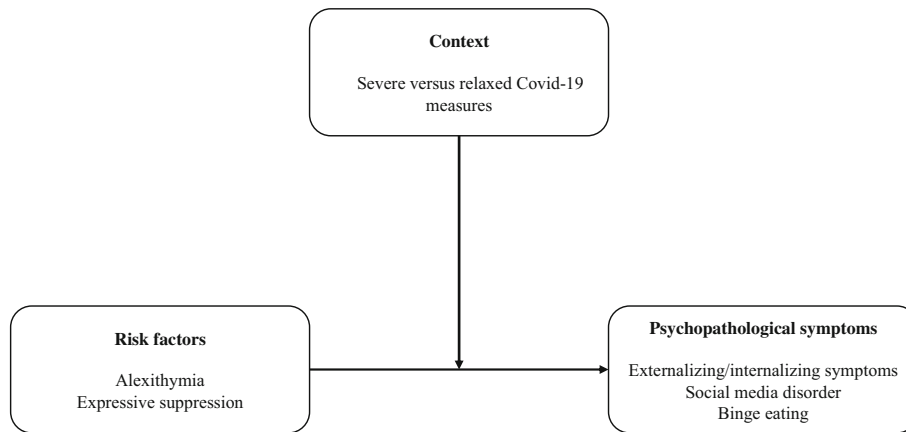 Context
Severe versus relaxed Covid-19
measures
Risk factors
Alexithymia
Expressive suppression
Psychopathological symptoms
Externalizing/internalizing symptoms
Social media disorder
Binge eating